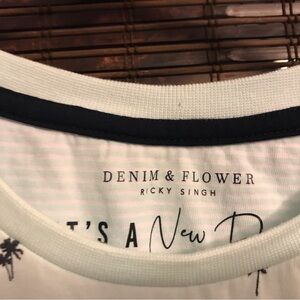 DENIM & FLOWER
RICKY SINGH
T'S A New